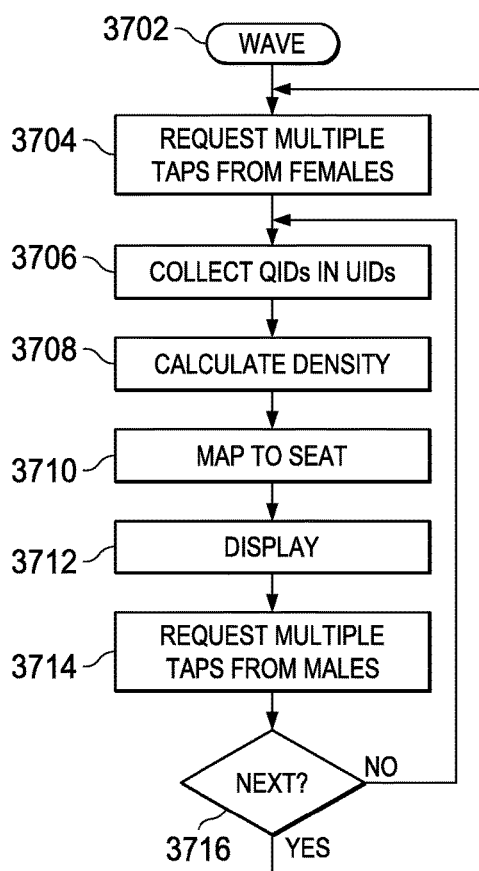 3702
WAVE
3704
REQUEST MULTIPLE
TAPS FROM FEMALES
3706
COLLECT QIDs IN UIDs
3708
CALCULATE DENSITY
3710
MAP TO SEAT
3712
DISPLAY
3714
REQUEST MULTIPLE
TAPS FROM MALES
NEXT?
NO
3716
YES